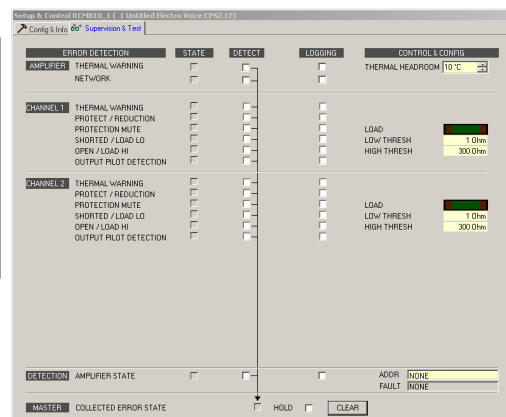 Setup & Control RCM810_1 ( 1 Untitled Electro Voice CPS2.12)
Config & Info Supervision & Test
ERROR DETECTION STATE DETECT LOGGING CONTROL & CONFIG
AMPLIFIER THERMAL WARNING THERMAL HEADROOM 10 °C
NETWORK
CHANNEL 1 THERMAL WARNING
PROTECT / REDUCTION
PROTECTION MUTE LOAD
SHORTED / LOAD LO LOW THRESH 1 Ohm
OPEN / LOAD HI HIGH THRESH 300 Ohm
OUTPUT PILOT DETECTION
CHANNEL 2 THERMAL WARNING
PROTECT / REDUCTION
PROTECTION MUTE LOAD
SHORTED / LOAD LO LOW THRESH 1 Ohm
OPEN / LOAD HI HIGH THRESH 300 Ohm
OUTPUT PILOT DETECTION
DETECTION AMPLIFIER STATE ADDR NONE
FAULT NONE
MASTER COLLECTED ERROR STATE HOLD CLEAR